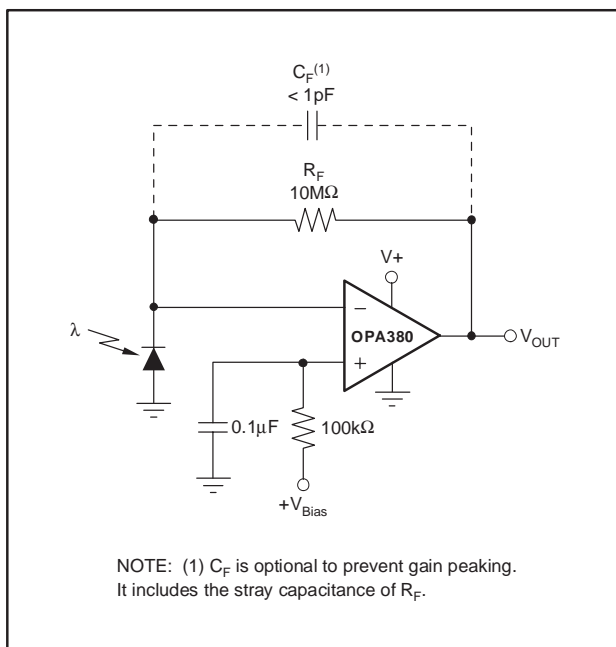 C_F(1)
< 1pF
R_F
10MΩ
V+
λ
−
OPA380
+
V_OUT
0.1µF
100kΩ
+V_Bias
NOTE: (1) C_F is optional to prevent gain peaking.
It includes the stray capacitance of R_F.